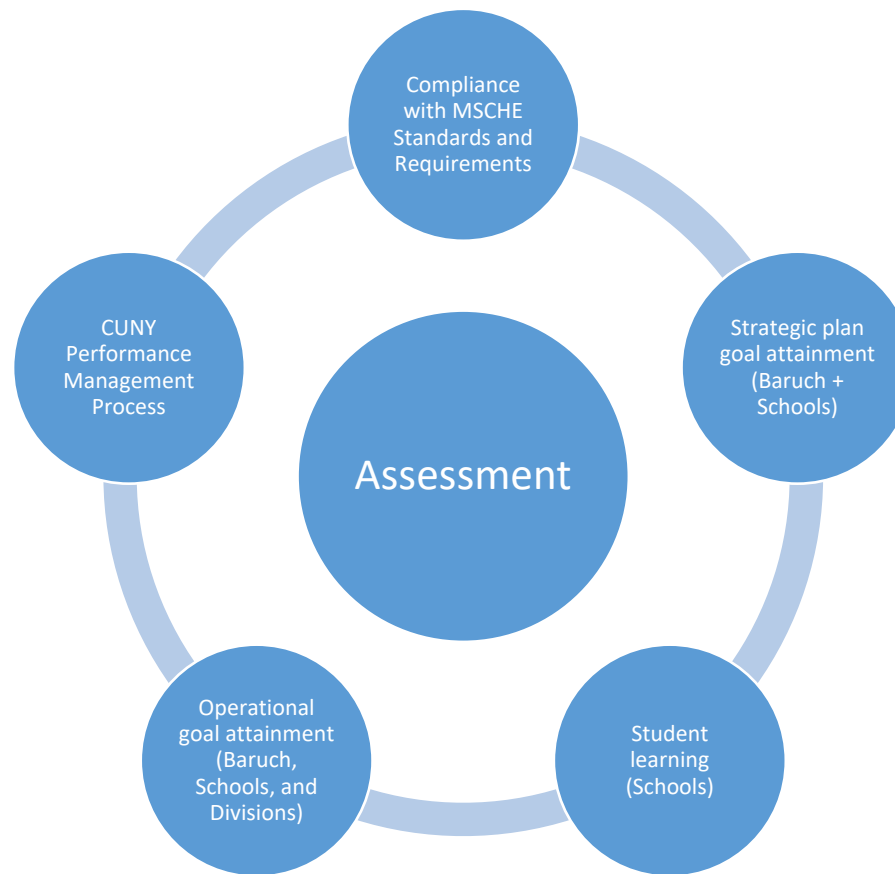 Compliance
with MSCHE
Standards and
Requirements
CUNY
Performance
Management
Process
Strategic plan
goal attainment
(Baruch +
Schools)
Assessment
Operational
goal attainment
(Baruch,
Schools, and
Divisions)
Student
learning
(Schools)